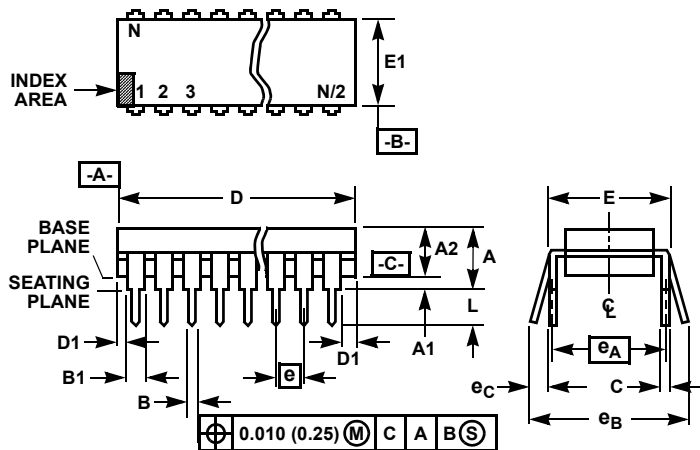 N
INDEX
AREA
1 2 3 N/2
E1
-B-
-A-
D
E
BASE
PLANE
A2
A
-C-
SEATING
PLANE
L
C
L
D1
A1
D1
eA
B1
e
eC
C
B
eB
0.010 (0.25) M C A B S